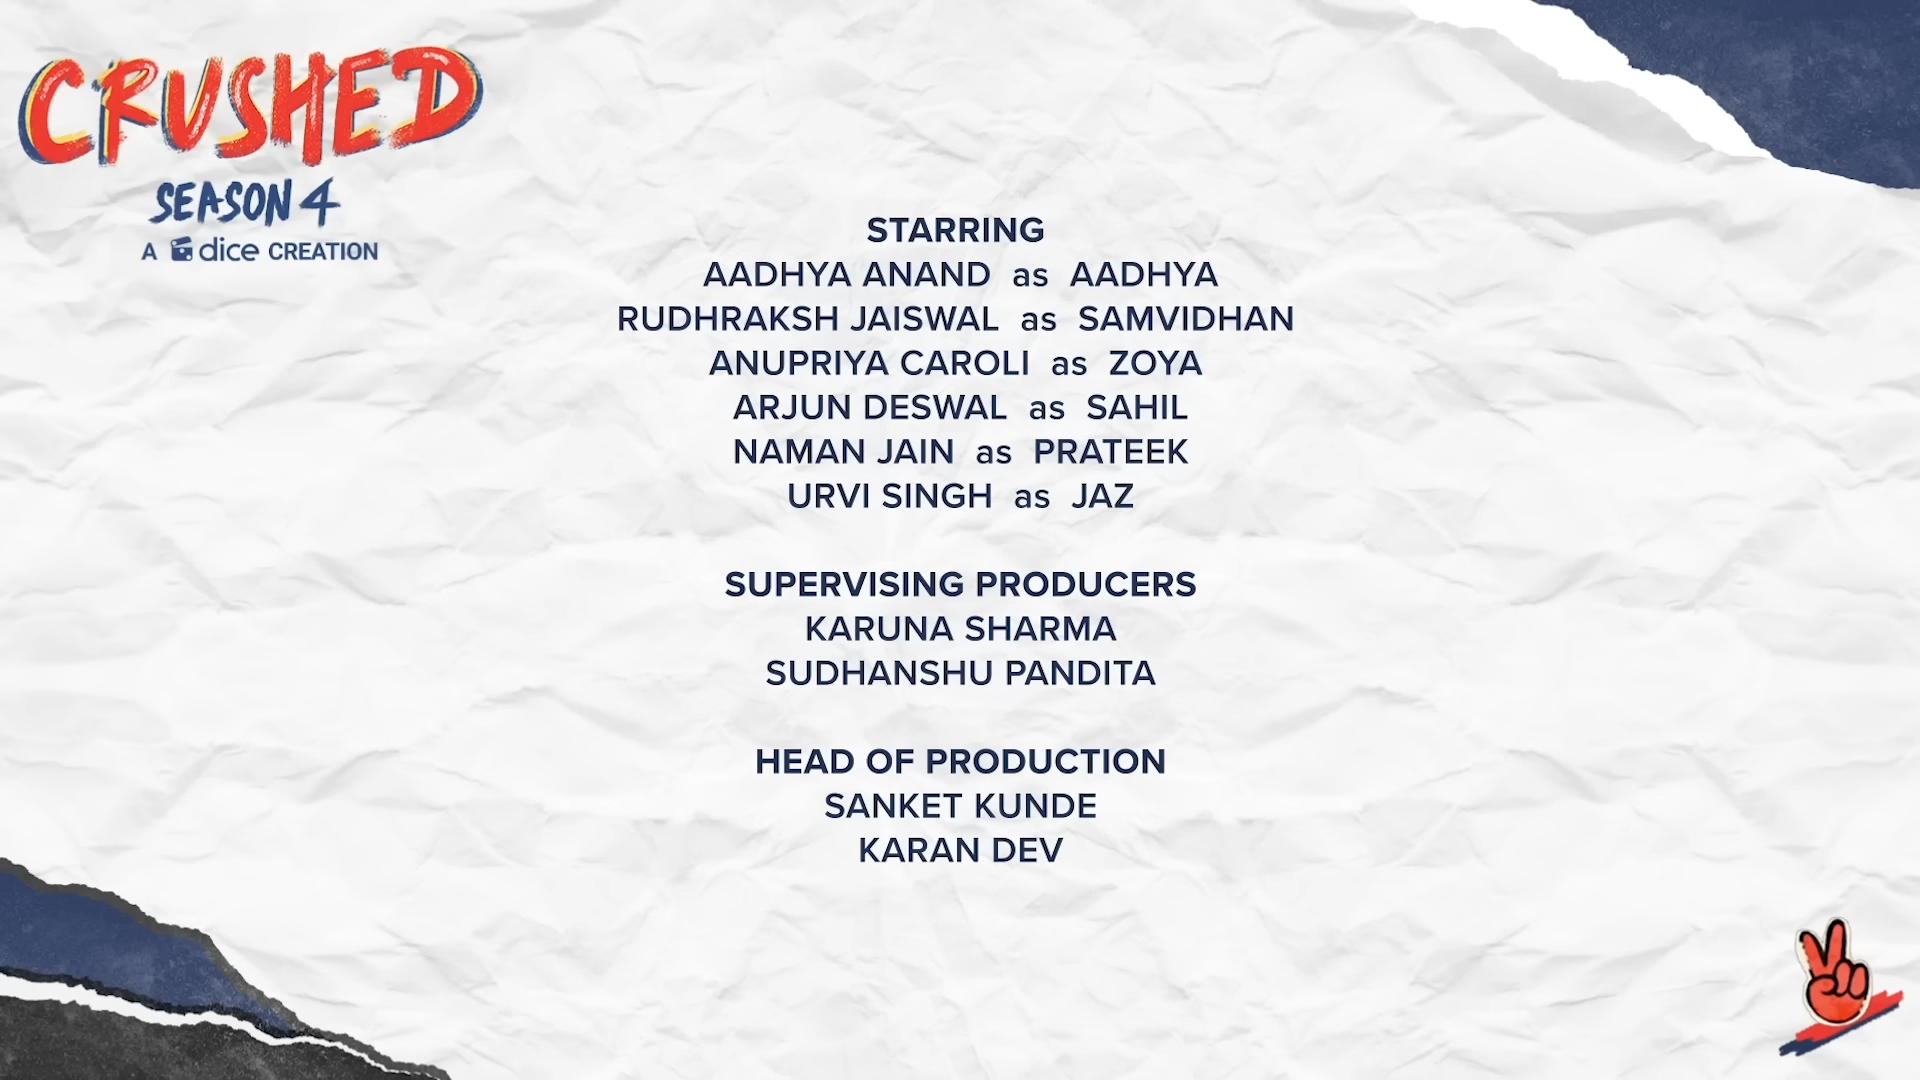 CRUSHED
SEASON 4
A dice CREATION
STARRING
AADHYA ANAND as AADHYA
RUDHRAKSH JAISWAL as SAMVIDHAN
ANUPRIYA CAROLI as ZOYA
ARJUN DESWAL as SAHIL
NAMAN JAIN as PRATEEK
URVI SINGH as JAZ
SUPERVISING PRODUCERS
KARUNA SHARMA
SUDHANSHU PANDITA
HEAD OF PRODUCTION
SANKET KUNDE
KARAN DEV